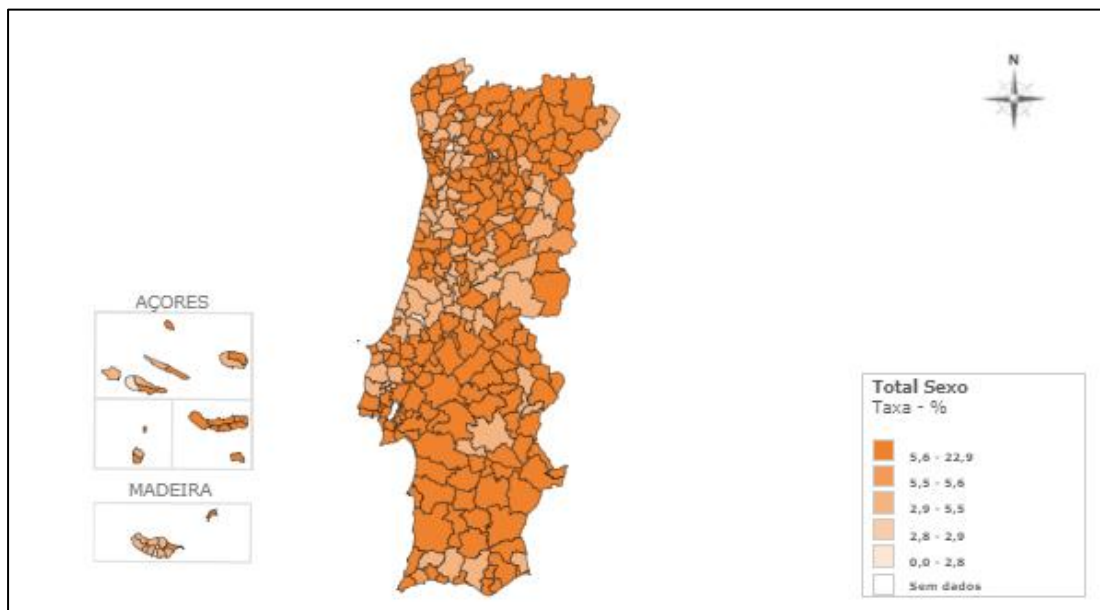 N
AÇORES
MADEIRA
Total Sexo
Taxa - %
5,6 - 22,9
5,5 - 5,6
2,9 - 5,5
2,8 - 2,9
0,0 - 2,8
Sem dados